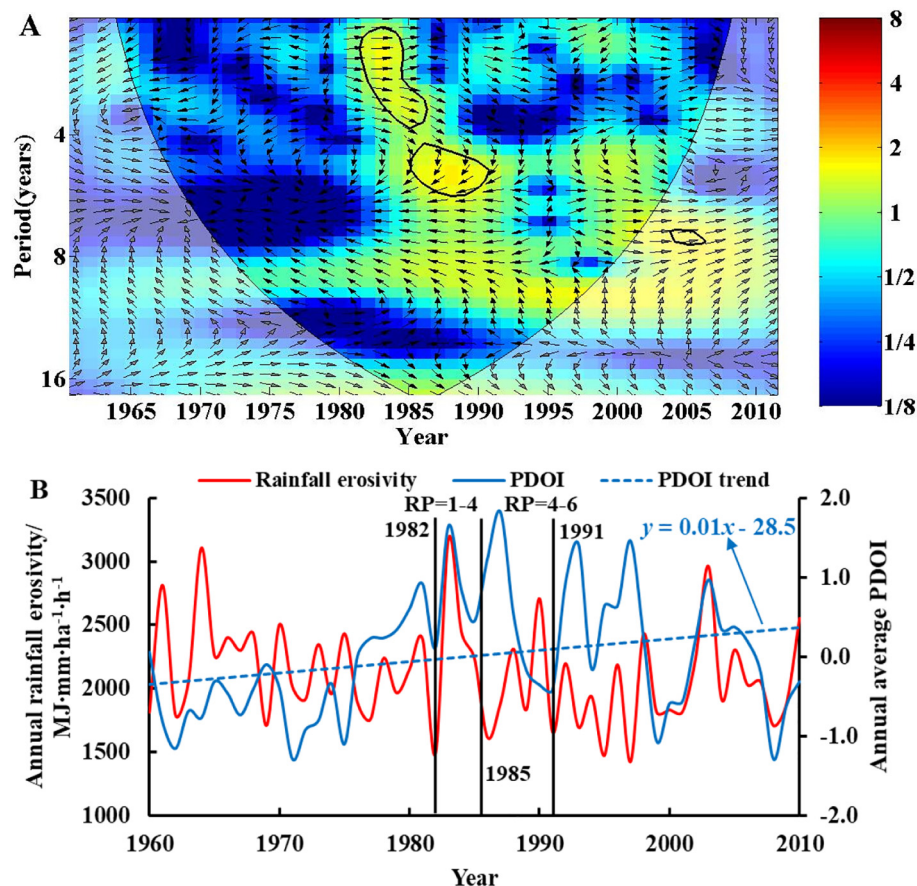 A
Period(years)
4
8
16
1965 1970 1975 1980 1985 1990 1995 2000 2005 2010
Year
8
4
2
1
1/2
1/4
1/8
B
Rainfall erosivity PDOI PDOI trend
RP=1-4 RP=4-6
1982
1991
1985
y = 0.01x - 28.5
Annual rainfall erosivity/
MJ·mm·ha⁻¹·h⁻¹
3500
3000
2500
2000
1500
1000
Annual average PDOI
2.0
1.0
0.0
-1.0
-2.0
1960 1970 1980 1990 2000 2010
Year